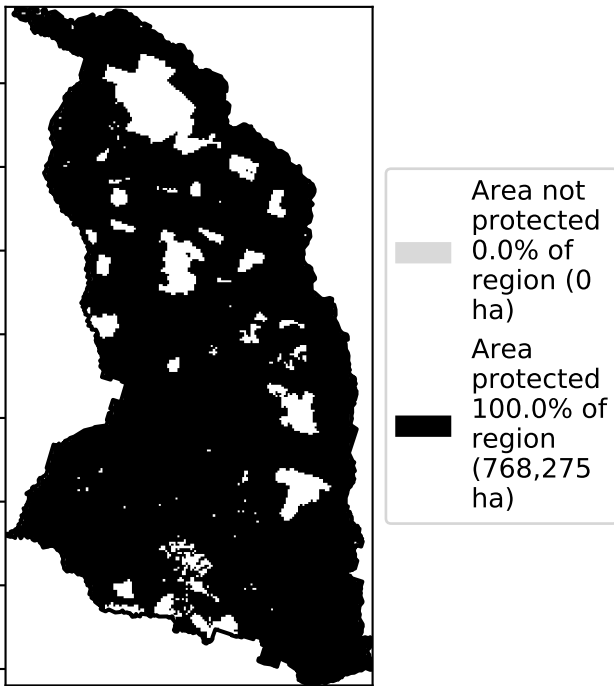 Area not
protected
0.0% of
region (0
ha)
Area
protected
100.0% of
region
(768,275
ha)